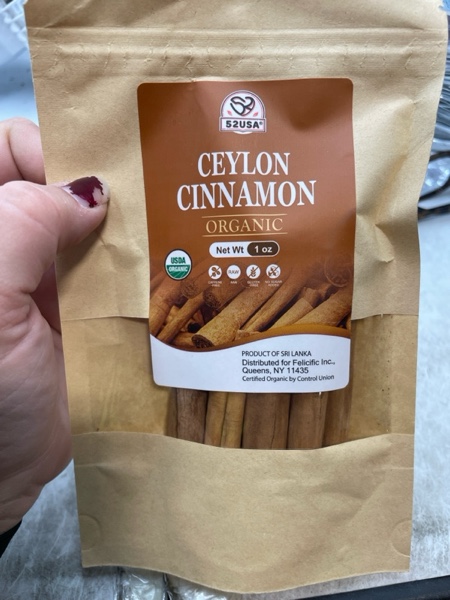 52USA®
CEYLON
CINNAMON
ORGANIC
Net Wt 1 oz
USDA
ORGANIC
RAW
PRODUCT OF SRI LANKA
Distributed for Felicific Inc.,
Queens, NY 11435
Certified Organic by Control Union